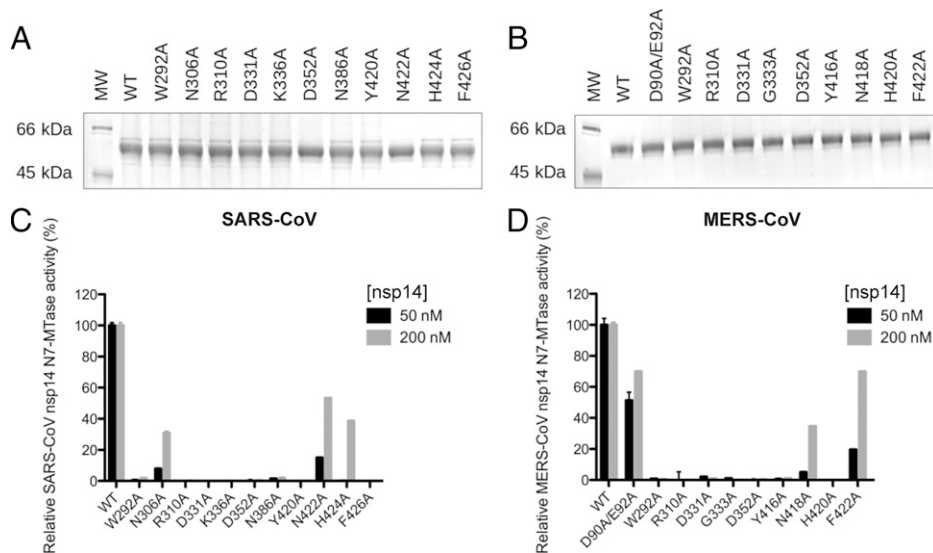 A
MW
WT
W292A
N306A
R310A
D331A
K336A
D352A
N386A
Y420A
N422A
H424A
F426A
66 kDa
45 kDa
B
MW
WT
D90A/E92A
W292A
R310A
D331A
G333A
D352A
Y416A
N418A
H420A
F422A
66 kDa
45 kDa
C
SARS-CoV
Relative SARS-CoV nsp14 N7-MTase activity (%)
120
100
80
60
40
20
0
[nsp14]
50 nM
200 nM
WT
W292A
N306A
R310A
D331A
K336A
D352A
N386A
Y420A
N422A
H424A
F426A
D
MERS-CoV
Relative MERS-CoV nsp14 N7-MTase activity (%)
120
100
80
60
40
20
0
[nsp14]
50 nM
200 nM
WT
D90A/E92A
W292A
R310A
D331A
G333A
D352A
Y416A
N418A
H420A
F422A